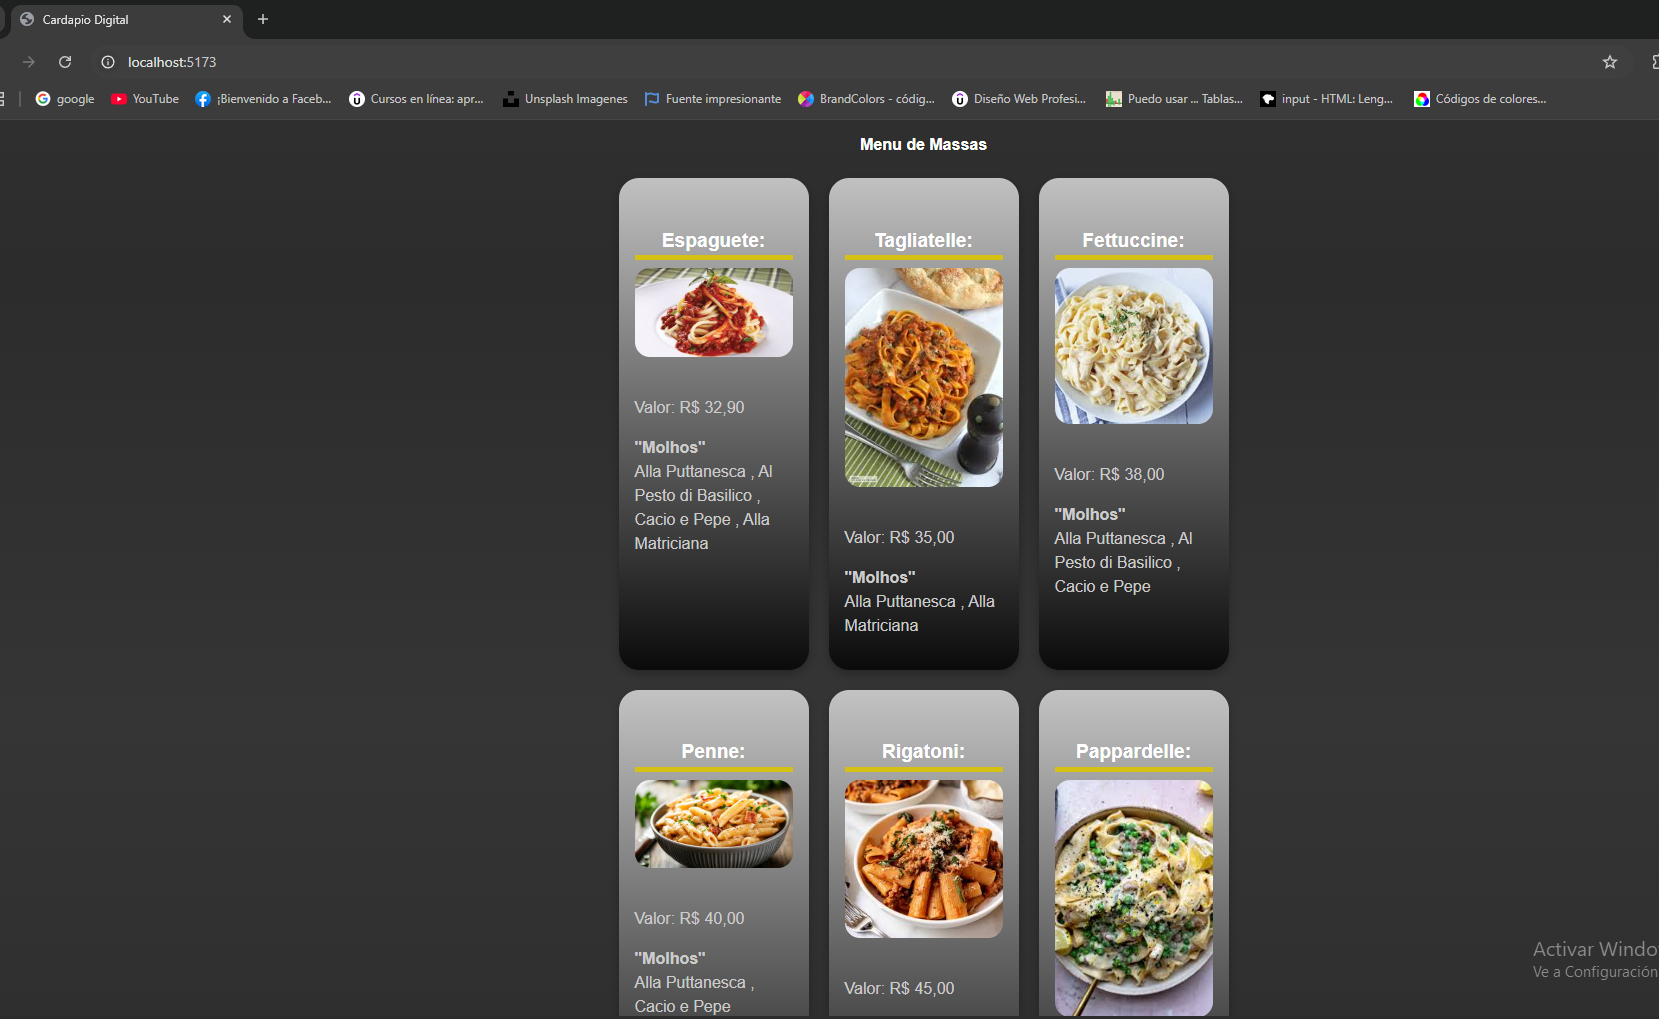 Cardapio Digital
localhost:5173
google
YouTube
¡Bienvenido a Faceb...
Cursos en línea: apr...
Unsplash Imagenes
Fuente impresionante
BrandColors - códig...
Diseño Web Profesi...
Puedo usar ... Tablas...
input - HTML: Leng...
Códigos de colores...
Menu de Massas
Espaguete:
Valor: R$ 32,90
"Molhos"
Alla Puttanesca , Al
Pesto di Basilico ,
Cacio e Pepe , Alla
Matriciana
Tagliatelle:
Valor: R$ 35,00
"Molhos"
Alla Puttanesca , Alla
Matriciana
Fettuccine:
Valor: R$ 38,00
"Molhos"
Alla Puttanesca , Al
Pesto di Basilico ,
Cacio e Pepe
Penne:
Valor: R$ 40,00
"Molhos"
Alla Puttanesca ,
Cacio e Pepe
Rigatoni:
Valor: R$ 45,00
Pappardelle:
Activar Windo
Ve a Configuración